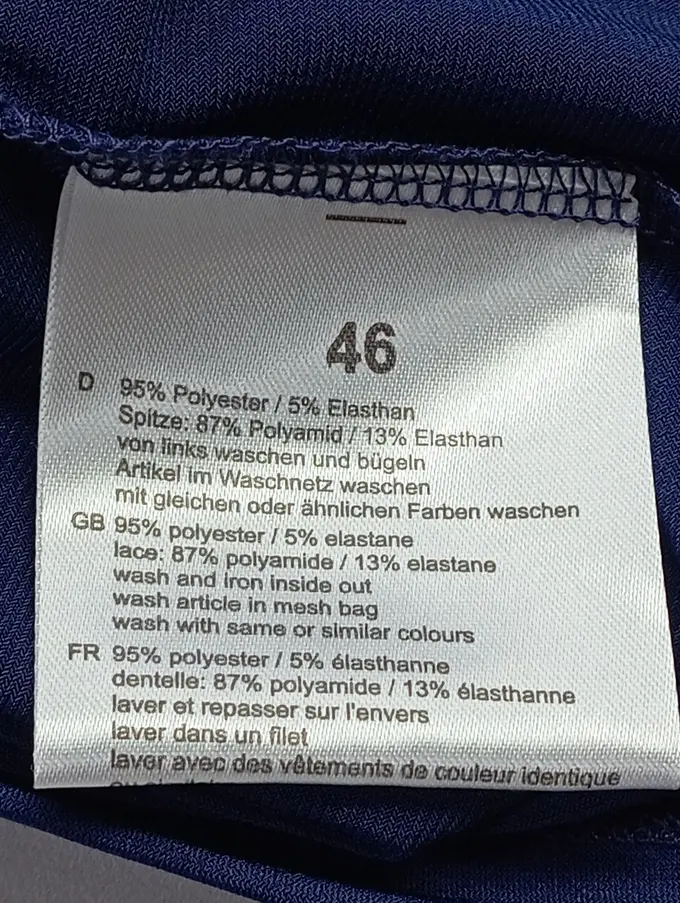 46
D 95% Polyester / 5% Elasthan
Spitze: 87% Polyamid / 13% Elasthan
von links waschen und bügeln
Artikel im Waschnetz waschen
mit gleichen oder ähnlichen Farben waschen
GB 95% polyester / 5% elastane
lace: 87% polyamide / 13% elastane
wash and iron inside out
wash article in mesh bag
wash with same or similar colours
FR 95% polyester / 5% élasthanne
dentelle: 87% polyamide / 13% élasthanne
laver et repasser sur l'envers
laver dans un filet
laver avec des vêtements de couleur identique